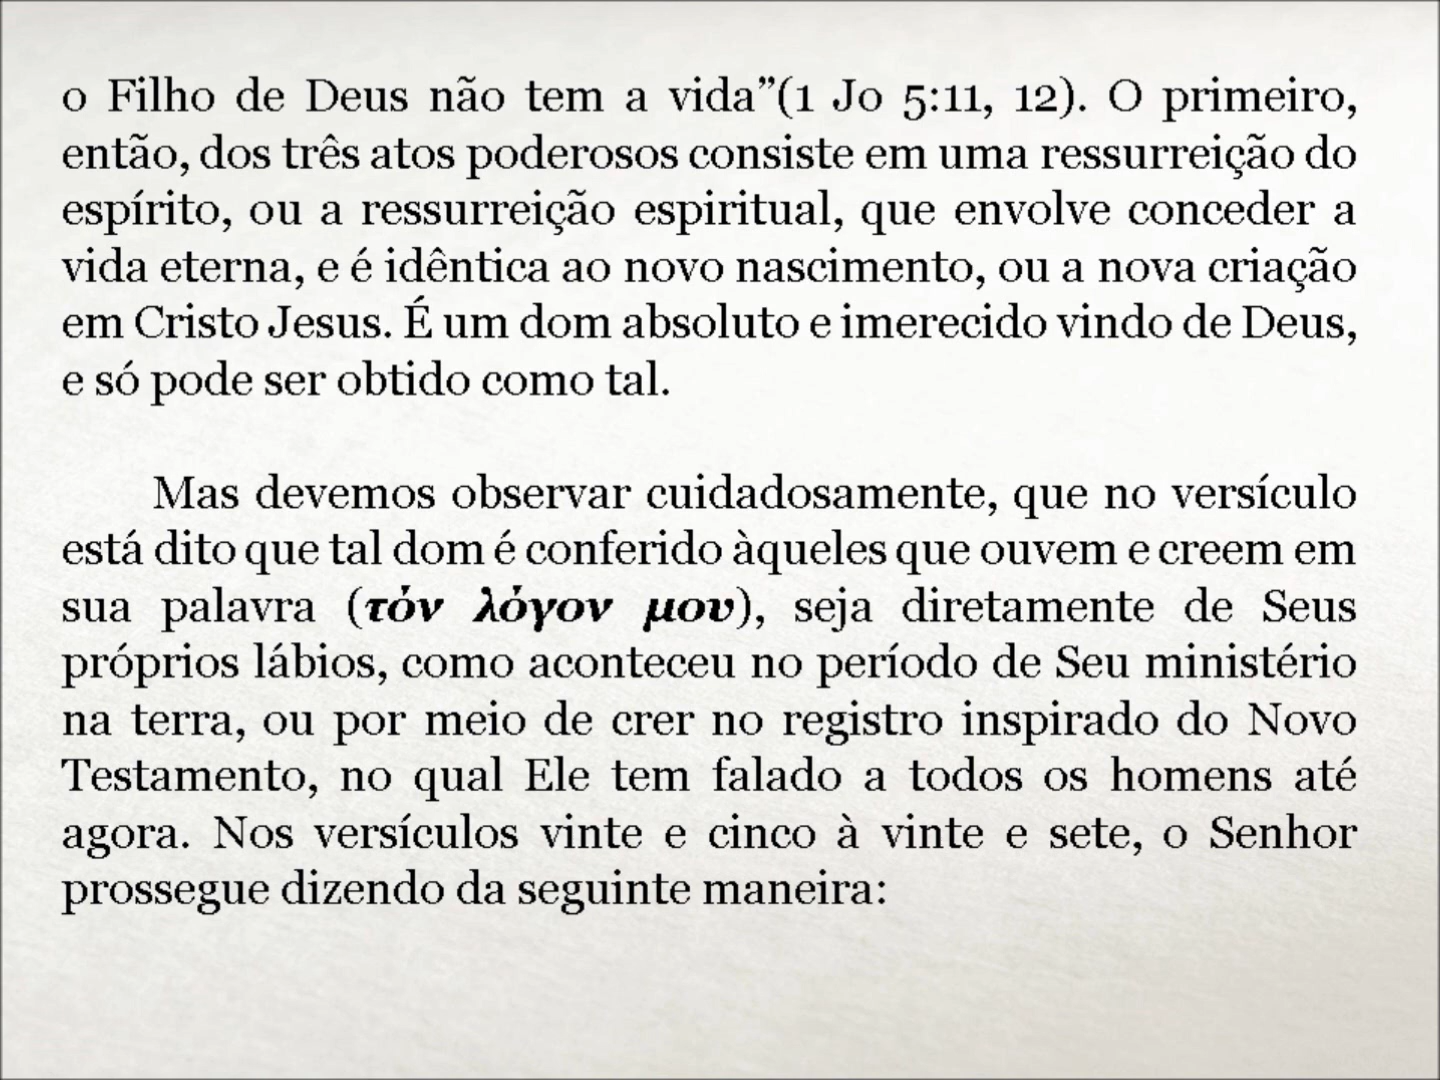 o Filho de Deus não tem a vida”(1 Jo 5:11, 12). O primeiro,
então, dos três atos poderosos consiste em uma ressurreição do
espírito, ou a ressurreição espiritual, que envolve conceder a
vida eterna, e é idêntica ao novo nascimento, ou a nova criação
em Cristo Jesus. É um dom absoluto e imerecido vindo de Deus,
e só pode ser obtido como tal.
Mas devemos observar cuidadosamente, que no versículo
está dito que tal dom é conferido àqueles que ouvem e creem em
sua palavra (τὀν λὀγον μου), seja diretamente de Seus
próprios lábios, como aconteceu no período de Seu ministério
na terra, ou por meio de crer no registro inspirado do Novo
Testamento, no qual Ele tem falado a todos os homens até
agora. Nos versículos vinte e cinco à vinte e sete, o Senhor
prossegue dizendo da seguinte maneira: